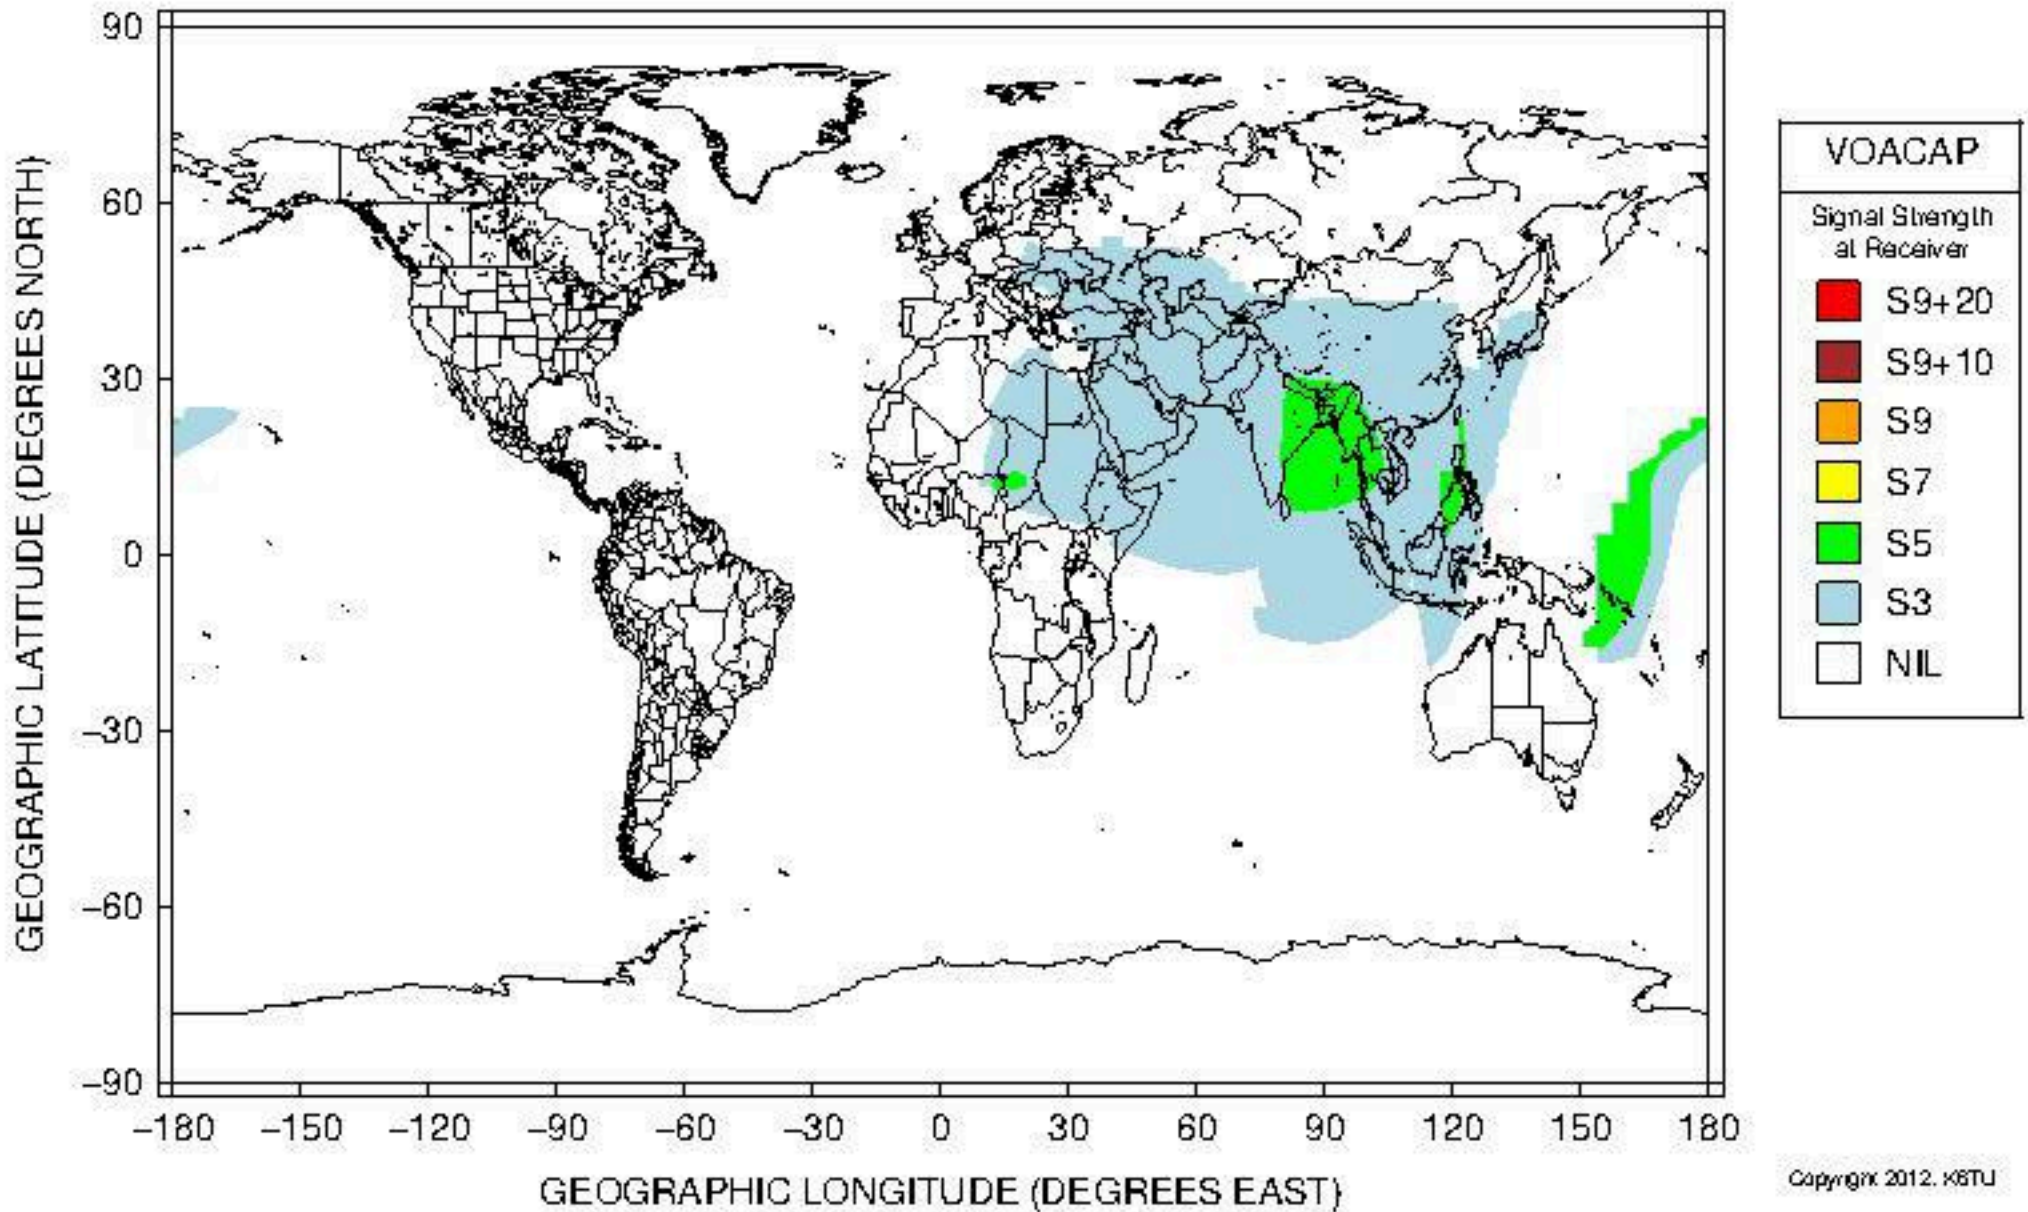 90
60
30
0
−30
−60
−90
GEOGRAPHIC LATITUDE (DEGREES NORTH)
−180 −150 −120 −90 −60 −30 0 30 60 90 120 150 180
GEOGRAPHIC LONGITUDE (DEGREES EAST)
VOACAP
Signal Strength
at Receiver
S9+20
S9+10
S9
S7
S5
S3
NIL
Copyright 2012, K6TU